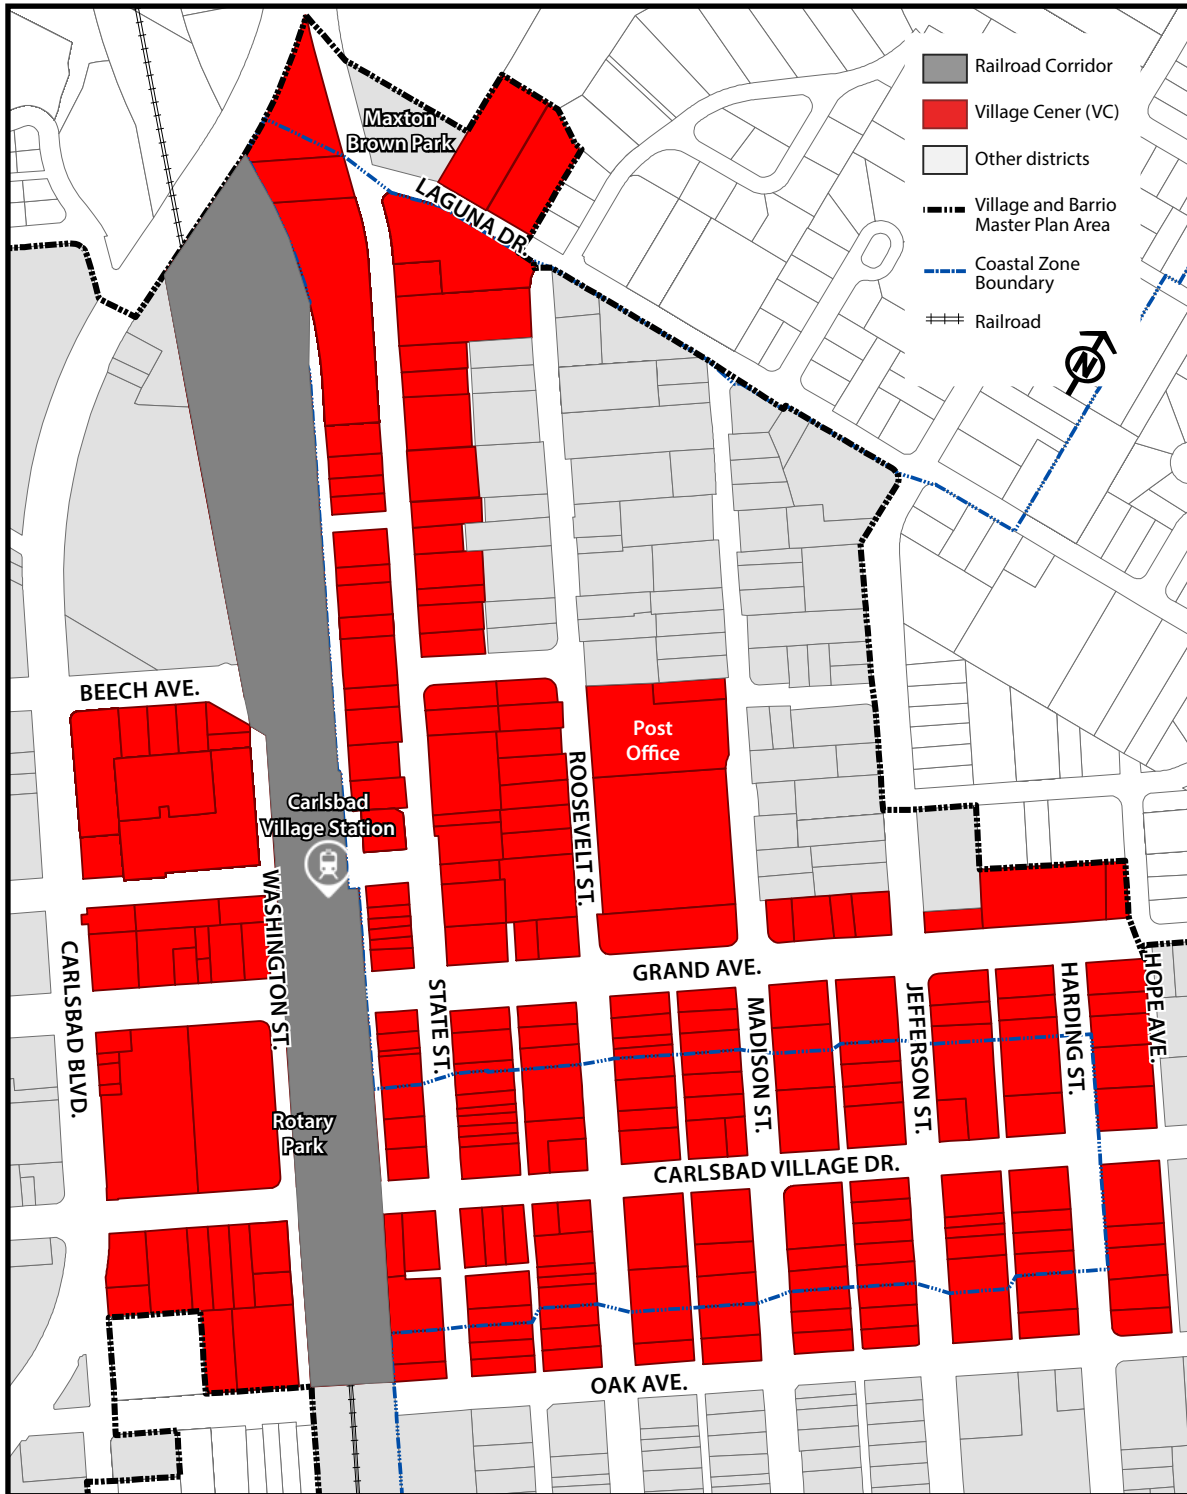 Railroad Corridor
Village Cener (VC)
Other districts
Village and Barrio
Master Plan Area
Coastal Zone
Boundary
Railroad
N
Maxton
Brown Park
LAGUNA DR.
BEECH AVE.
Post
Office
ROOSEVELT ST.
Carlsbad
Village Station
WASHINGTON ST.
CARLSBAD BLVD.
STATE ST.
GRAND AVE.
MADISON ST.
JEFFERSON ST.
HARDING ST.
HOPE AVE.
Rotary
Park
CARLSBAD VILLAGE DR.
OAK AVE.